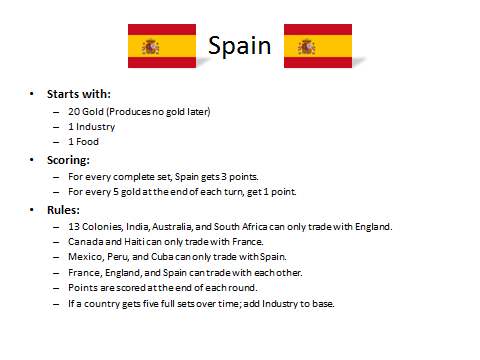 Spain
• Starts with:
– 20 Gold (Produces no gold later)
– 1 Industry
– 1 Food
• Scoring:
– For every complete set, Spain gets 3 points.
– For every 5 gold at the end of each turn, get 1 point.
• Rules:
– 13 Colonies, India, Australia, and South Africa can only trade with England.
– Canada and Haiti can only trade with France.
– Mexico, Peru, and Cuba can only trade with Spain.
– France, England, and Spain can trade with each other.
– Points are scored at the end of each round.
– If a country gets five full sets over time; add Industry to base.